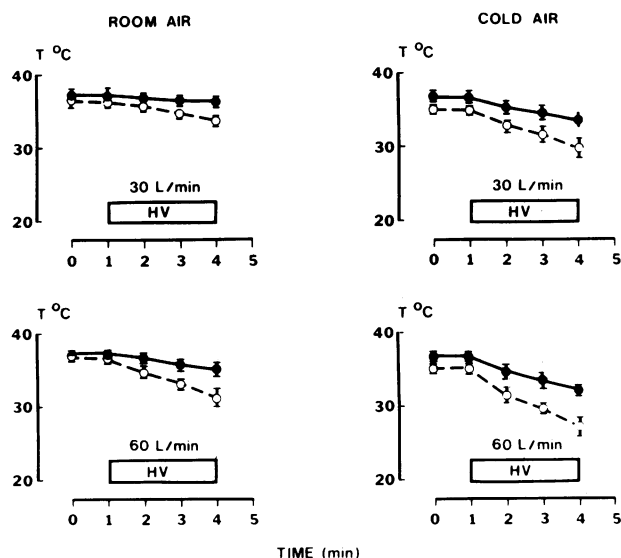 ROOM AIR
COLD AIR
T °C
40
30
20
30 L/min
HV
0 1 2 3 4 5
T °C
40
30
20
30 L/min
HV
0 1 2 3 4 5
T °C
40
30
20
60 L/min
HV
0 1 2 3 4 5
T °C
40
30
20
60 L/min
HV
0 1 2 3 4 5
TIME (min)